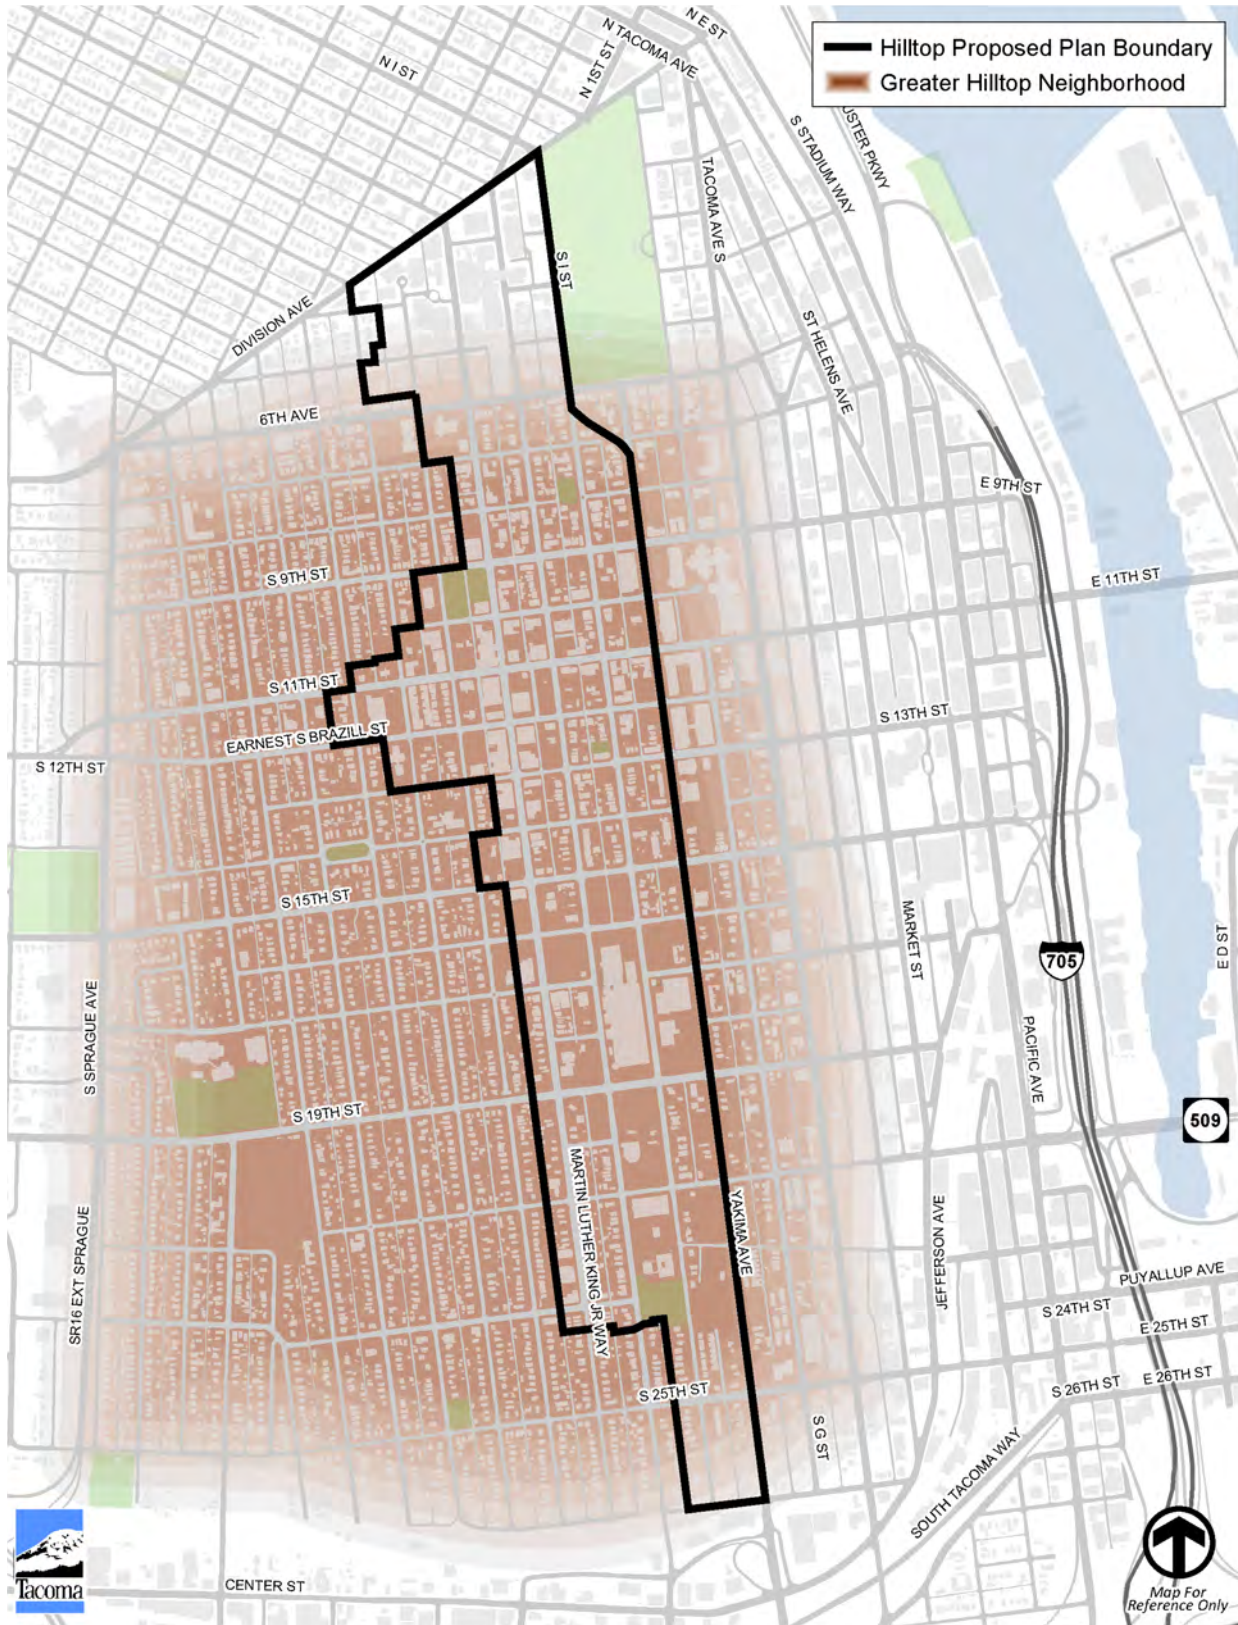 Hilltop Proposed Plan Boundary
Greater Hilltop Neighborhood
N E ST
N TACOMA AVE
N I ST
N 1ST ST
USTER PKWY
S STADIUM WAY
TACOMA AVE S
S I ST
DIVISION AVE
ST HELENS AVE
6TH AVE
E 9TH ST
S 9TH ST
E 11TH ST
S 11TH ST
S 13TH ST
EARNEST S BRAZILL ST
S 12TH ST
S 15TH ST
MARKET ST
E D ST
705
S SPRAGUE AVE
PACIFIC AVE
S 19TH ST
509
MARTIN LUTHER KING JR WAY
YAKIMA AVE
JEFFERSON AVE
SR16 EXT SPRAGUE
PUYALLUP AVE
S 24TH ST
E 25TH ST
S 25TH ST
S 26TH ST
E 26TH ST
S G ST
SOUTH TACOMA WAY
Tacoma
CENTER ST
Map For
Reference Only